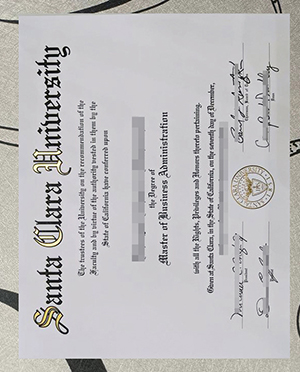 Santa Clara University
The trustees of the University on the recommendation of the
Faculty and by virtue of the authority vested in them by the
State of California have conferred upon
the Degree of
Master of Business Administration
with all the Rights, Privileges and Honors thereto pertaining.
Given at Santa Clara, in the State of California, on the seventh day of December,